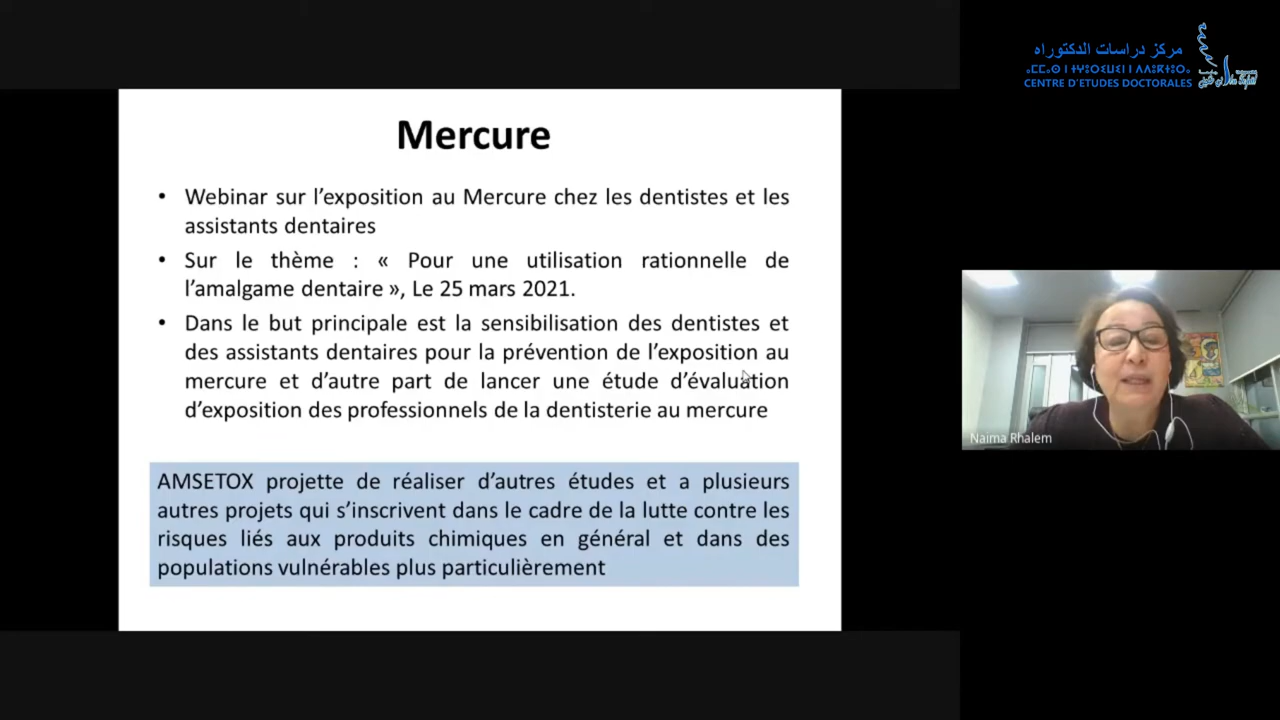 مركز دراسات الدكتوراه
CENTRE D'ETUDES DOCTORALES
Mercure
• Webinar sur l'exposition au Mercure chez les dentistes et les
assistants dentaires
• Sur le thème : « Pour une utilisation rationnelle de
l'amalgame dentaire », Le 25 mars 2021.
• Dans le but principale est la sensibilisation des dentistes et
des assistants dentaires pour la prévention de l'exposition au
mercure et d'autre part de lancer une étude d'évaluation
d'exposition des professionnels de la dentisterie au mercure
AMSETOX projette de réaliser d'autres études et a plusieurs
autres projets qui s'inscrivent dans le cadre de la lutte contre les
risques liés aux produits chimiques en général et dans des
populations vulnérables plus particulièrement
Naima Rhalem